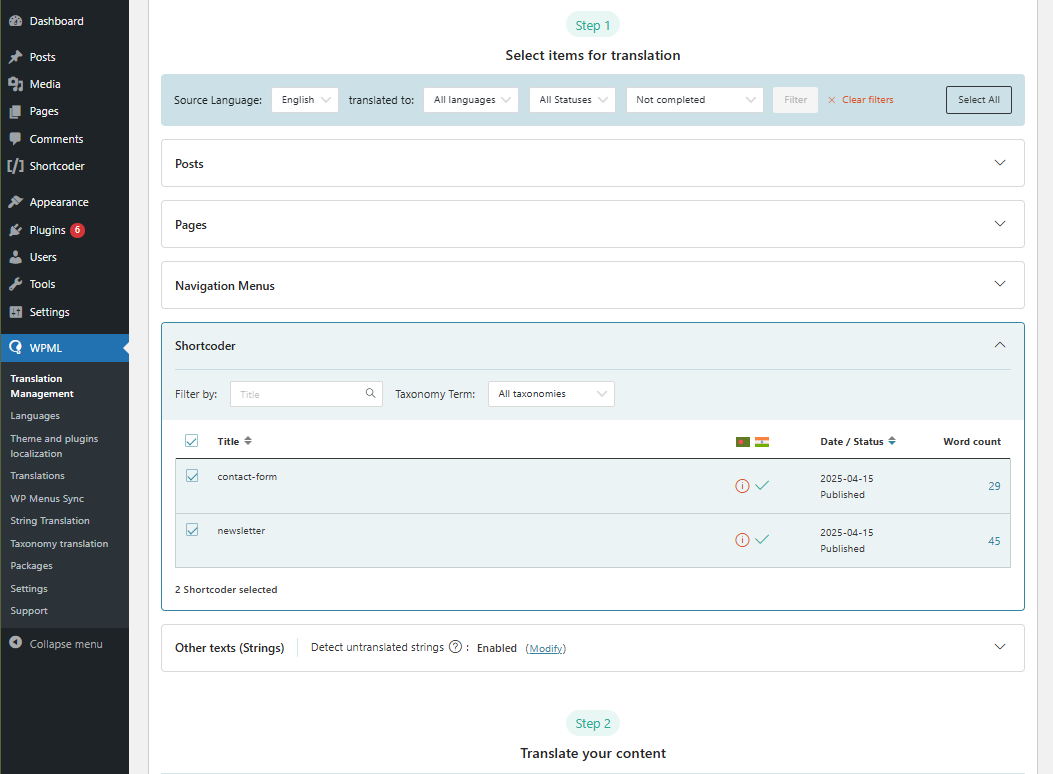 Dashboard
Posts
Media
Pages
Comments
Shortcoder
Appearance
Plugins 6
Users
Tools
Settings
WPML
Translation
Management
Languages
Theme and plugins
localization
Translations
WP Menus Sync
String Translation
Taxonomy translation
Packages
Settings
Support
Collapse menu
Step 1
Select items for translation
Source Language: English translated to: All languages All Statuses Not completed Filter × Clear filters Select All
Posts
Pages
Navigation Menus
Shortcoder
Filter by: Title Taxonomy Term: All taxonomies
Title Date / Status Word count
contact-form 2025-04-15 29
Published
newsletter 2025-04-15 45
Published
2 Shortcoder selected
Other texts (Strings) Detect untranslated strings ? : Enabled (Modify)
Step 2
Translate your content